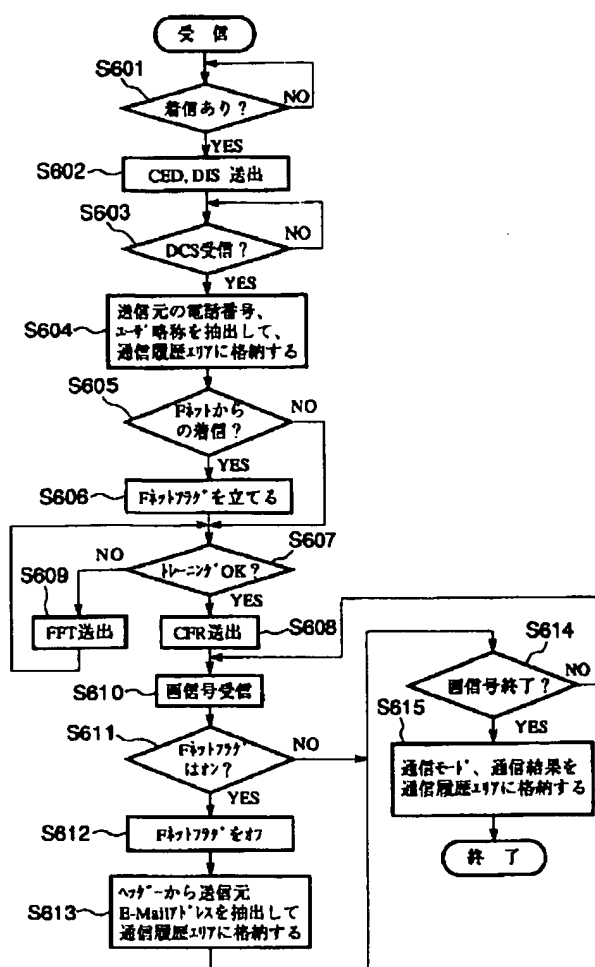 受 信
S601
着信あり?
NO
YES
S602
CED, DIS 送出
S603
DCS受信?
NO
YES
S604
送信元の電話番号、
ユーザ略称を抽出して、
通信履歴エリアに格納する
S605
Fネットから
の着信?
NO
YES
S606
Fネットフラグを立てる
S607
トレーニングOK?
NO
YES
S609
FFT送出
CFR送出
S608
S610
画信号受信
S611
Fネットフラグ
はオン?
NO
YES
S612
Fネットフラグをオフ
S613
ヘッダーから送信元
E-Mailアドレスを抽出して
通信履歴エリアに格納する
S614
画信号終了?
NO
YES
S615
通信モード、通信結果を
通信履歴エリアに格納する
終 了